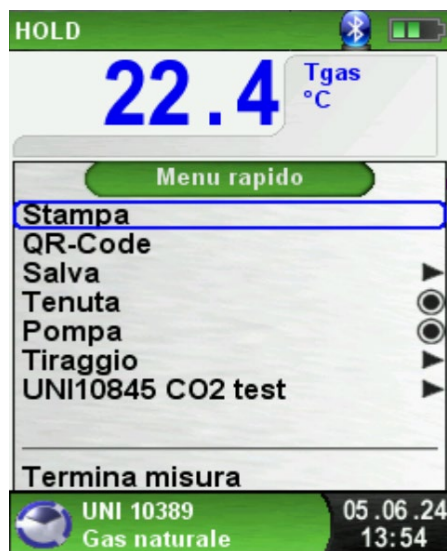 HOLD
22.4 Tgas
°C
Menu rapido
Stampa
QR-Code
Salva
Tenuta
Pompa
Tiraggio
UNI10845 CO2 test
Termina misura
UNI 10389 05.06.24
Gas naturale 13:54